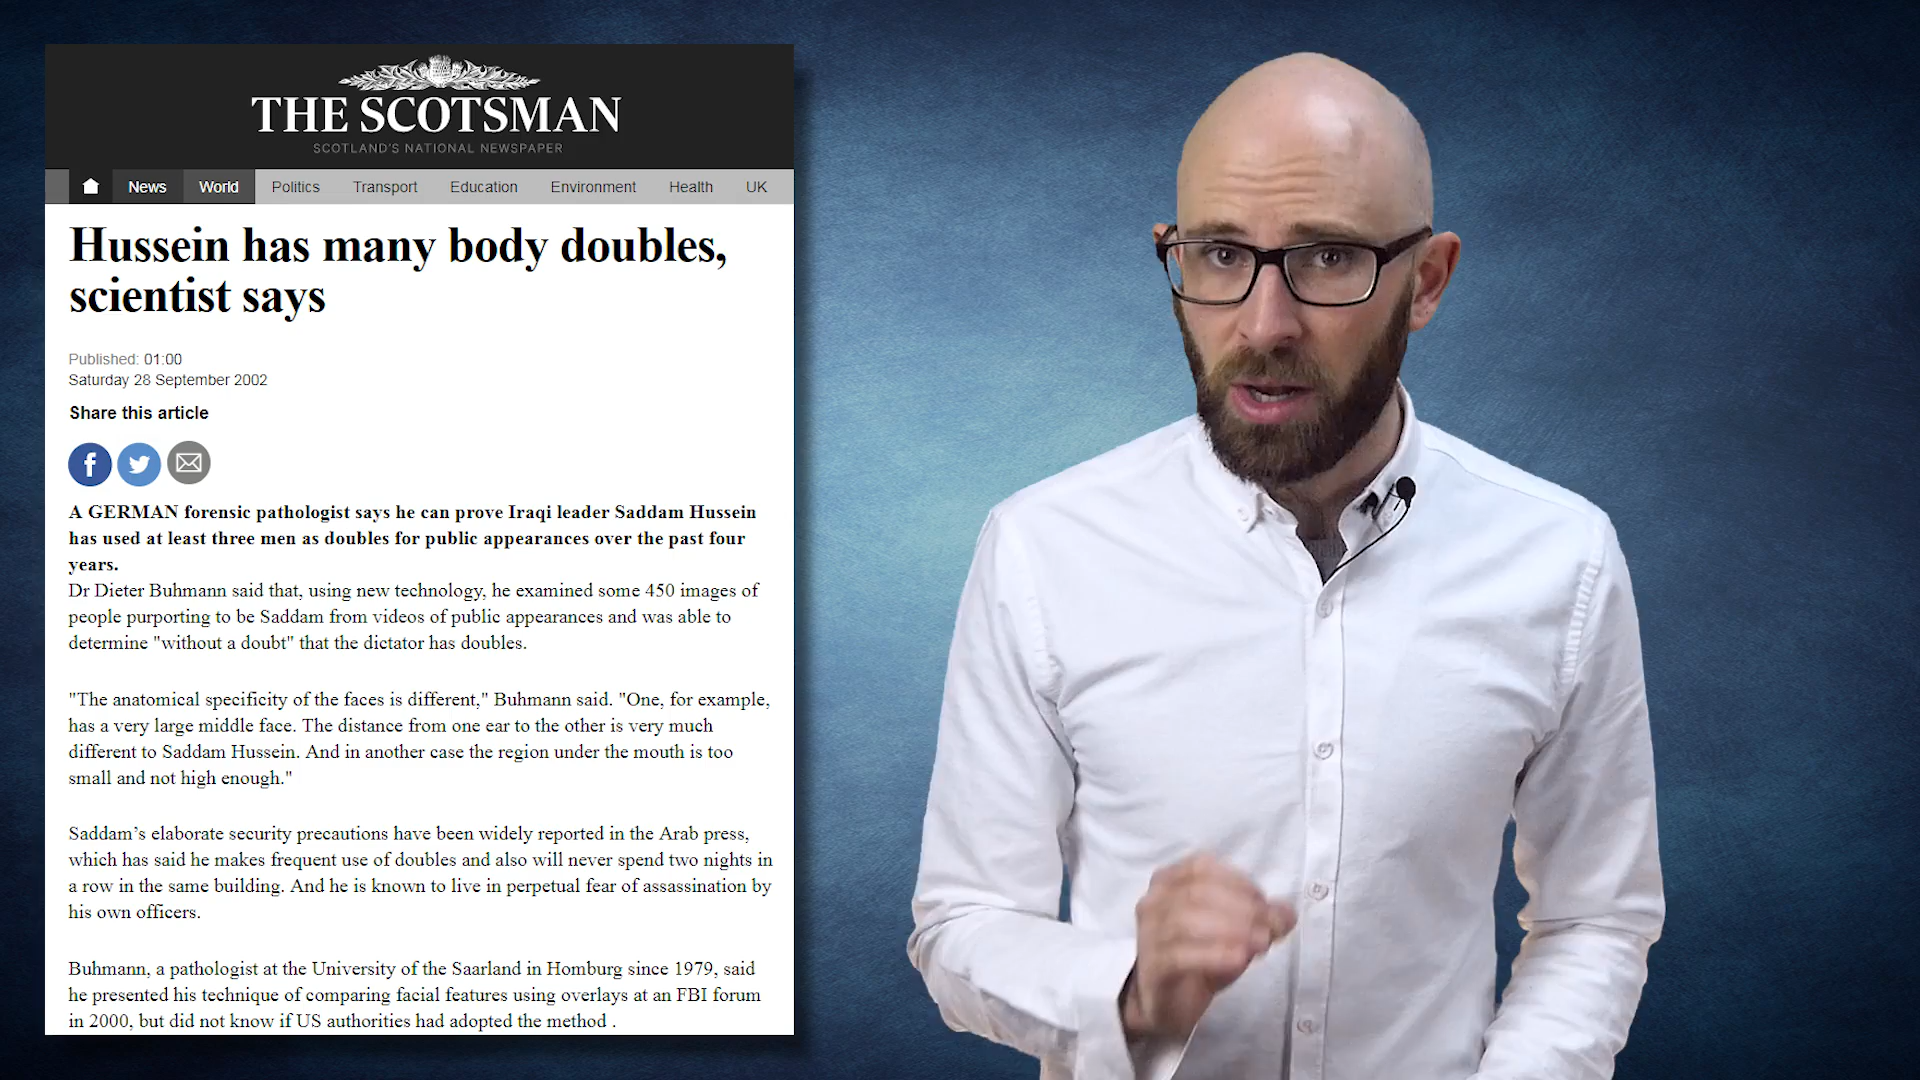 THE SCOTSMAN
SCOTLAND'S NATIONAL NEWSPAPER
News World Politics Transport Education Environment Health UK
Hussein has many body doubles,
scientist says
Published: 01:00
Saturday 28 September 2002
Share this article
A GERMAN forensic pathologist says he can prove Iraqi leader Saddam Hussein
has used at least three men as doubles for public appearances over the past four
years.
Dr Dieter Buhmann said that, using new technology, he examined some 450 images of
people purporting to be Saddam from videos of public appearances and was able to
determine "without a doubt" that the dictator has doubles.
"The anatomical specificity of the faces is different," Buhmann said. "One, for example,
has a very large middle face. The distance from one ear to the other is very much
different to Saddam Hussein. And in another case the region under the mouth is too
small and not high enough."
Saddam’s elaborate security precautions have been widely reported in the Arab press,
which has said he makes frequent use of doubles and also will never spend two nights in
a row in the same building. And he is known to live in perpetual fear of assassination by
his own officers.
Buhmann, a pathologist at the University of the Saarland in Homburg since 1979, said
he presented his technique of comparing facial features using overlays at an FBI forum
in 2000, but did not know if US authorities had adopted the method .